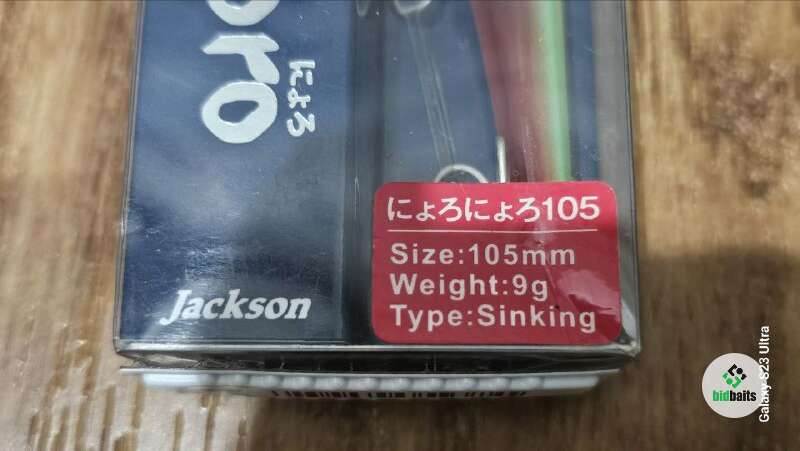 oro
にょろ
Jackson
にょろにょろ105
Size:105mm
Weight:9g
Type:Sinking
bidbaits
Galaxy S23 Ultra